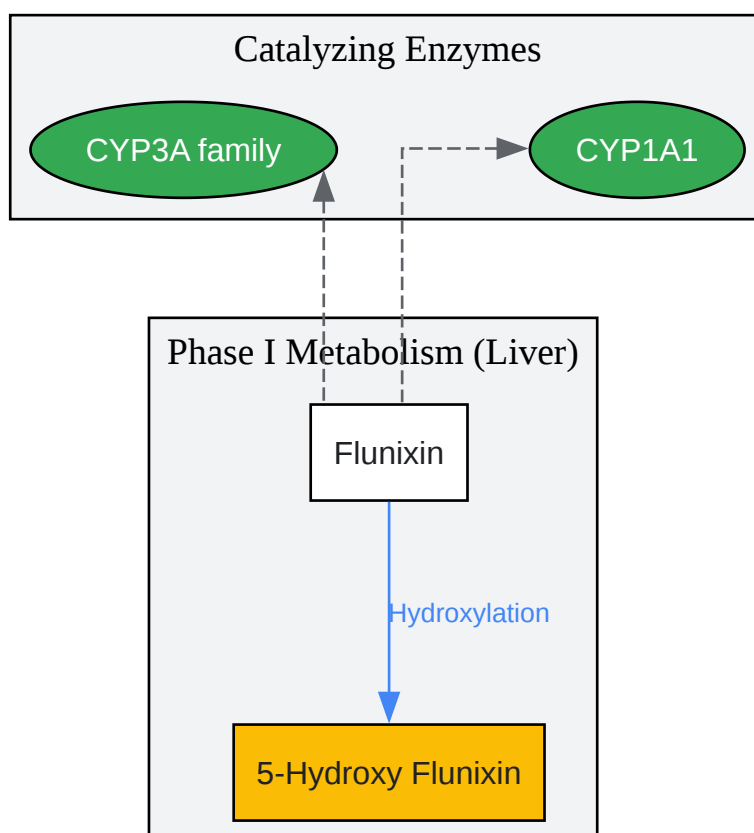 Catalyzing Enzymes
CYP3A family
CYP1A1
Phase I Metabolism (Liver)
Flunixin
Hydroxylation
5-Hydroxy Flunixin